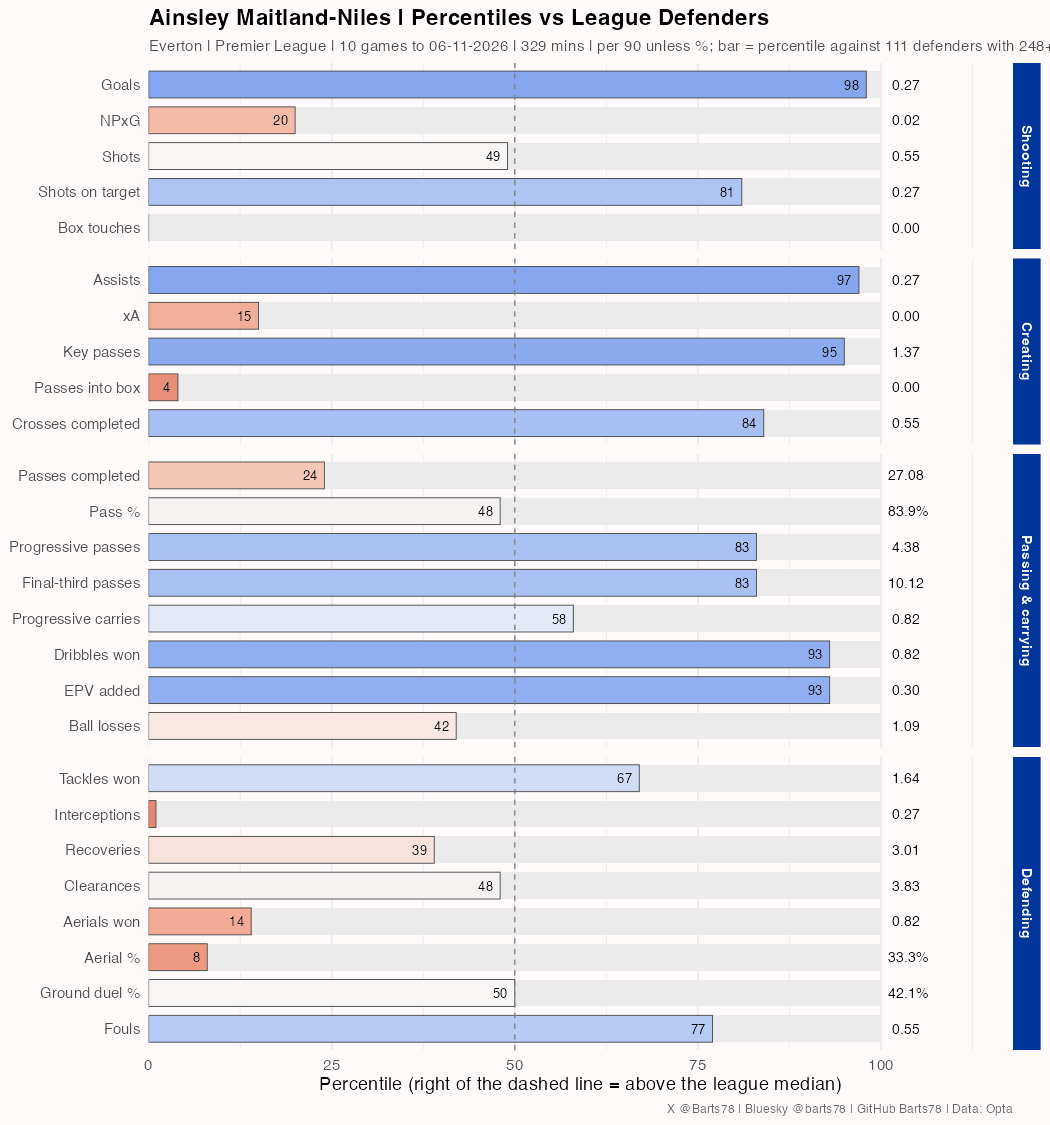 Ainsley Maitland-Niles | Percentiles vs League Defenders
Everton | Premier League | 10 games to 06-11-2026 | 329 mins | per 90 unless %; bar = percentile against 111 defenders with 248+
Goals 98 0.27
NPxG 20 0.02
Shots 49 0.55
Shots on target 81 0.27
Box touches 0.00
Shooting
Assists 97 0.27
xA 15 0.00
Key passes 95 1.37
Passes into box 4 0.00
Crosses completed 84 0.55
Creating
Passes completed 24 27.08
Pass % 48 83.9%
Progressive passes 83 4.38
Final-third passes 83 10.12
Progressive carries 58 0.82
Dribbles won 93 0.82
EPV added 93 0.30
Ball losses 42 1.09
Passing & carrying
Tackles won 67 1.64
Interceptions 0.27
Recoveries 39 3.01
Clearances 48 3.83
Aerials won 14 0.82
Aerial % 8 33.3%
Ground duel % 50 42.1%
Fouls 77 0.55
Defending
0 25 50 75 100
Percentile (right of the dashed line = above the league median)
X @Barts78 | Bluesky @barts78 | GitHub Barts78 | Data: Opta